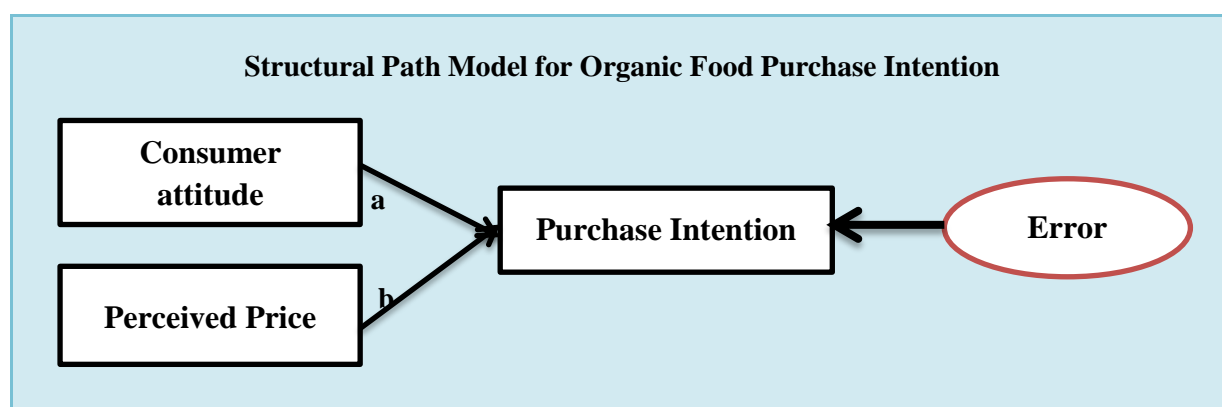 Structural Path Model for Organic Food Purchase Intention
Consumer
attitude
a
Purchase Intention
Error
b
Perceived Price